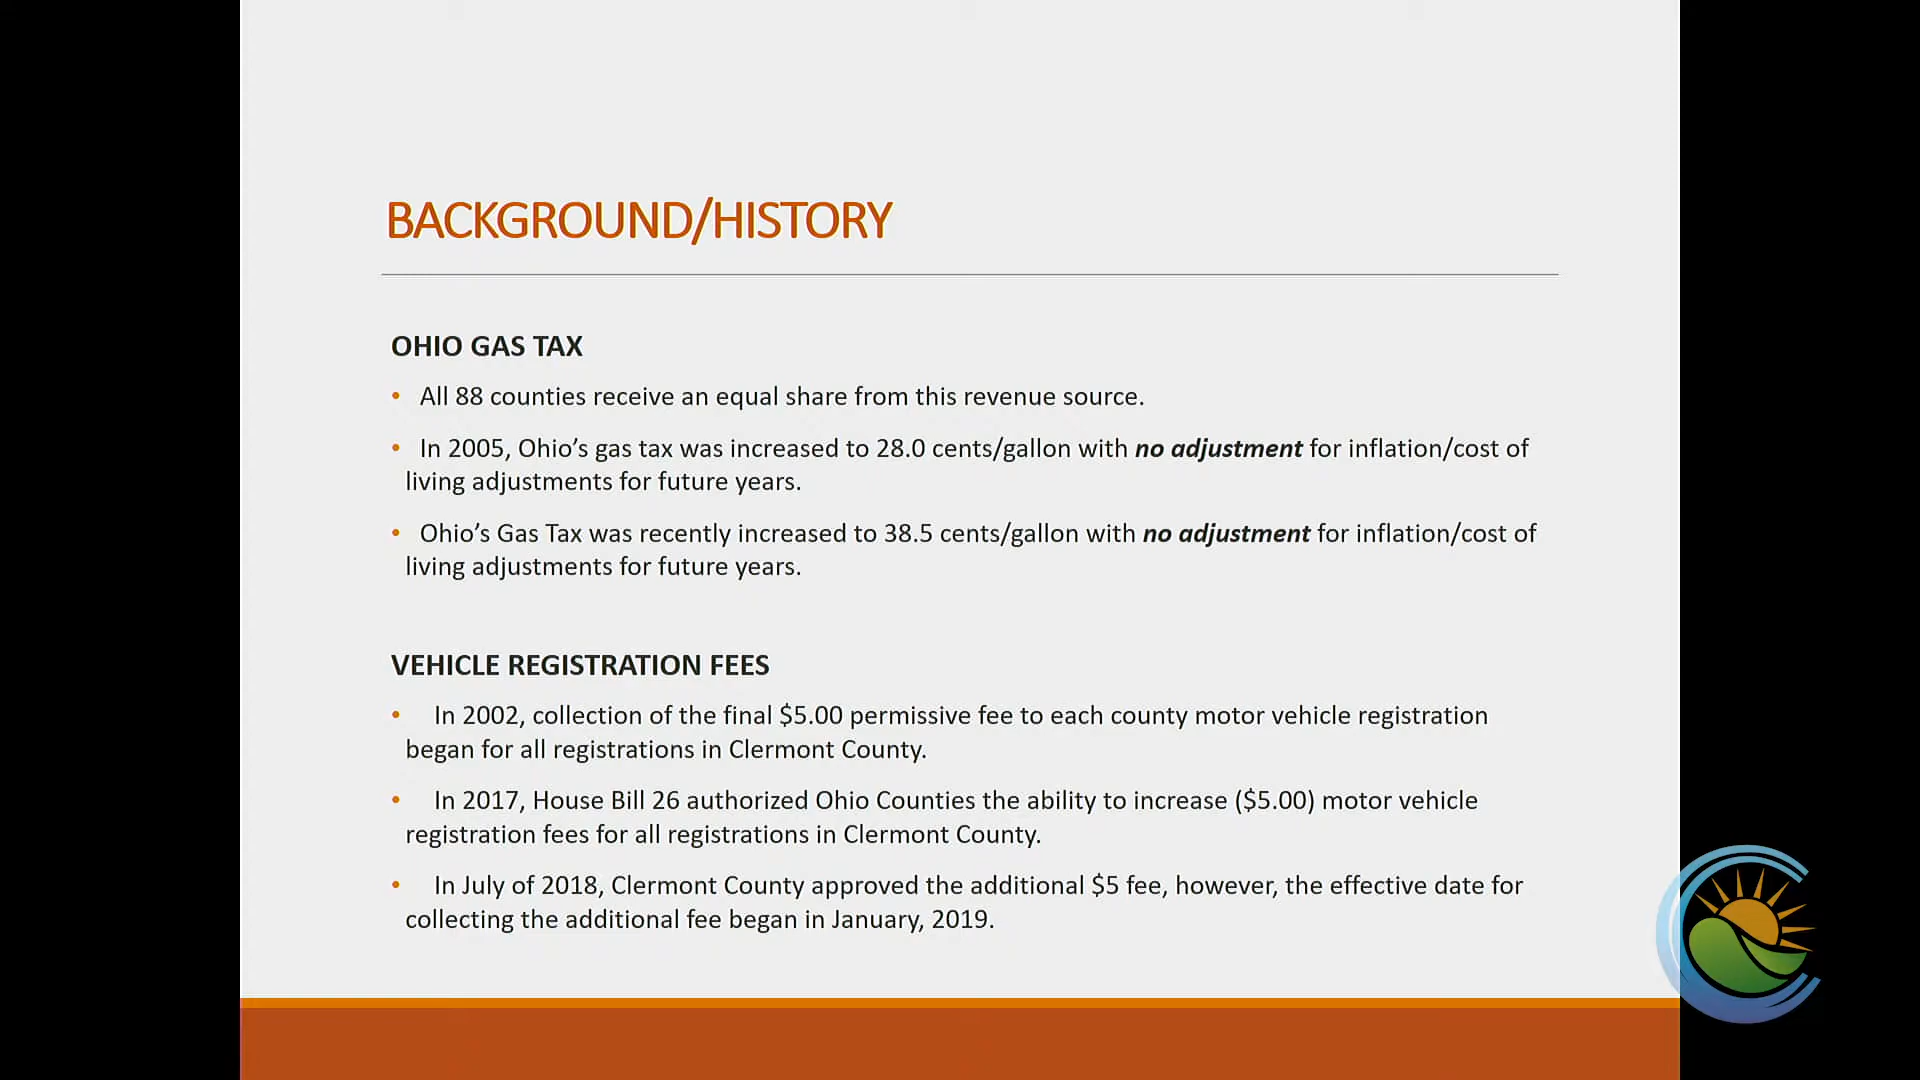 BACKGROUND/HISTORY
OHIO GAS TAX
• All 88 counties receive an equal share from this revenue source.
• In 2005, Ohio’s gas tax was increased to 28.0 cents/gallon with no adjustment for inflation/cost of
living adjustments for future years.
• Ohio’s Gas Tax was recently increased to 38.5 cents/gallon with no adjustment for inflation/cost of
living adjustments for future years.
VEHICLE REGISTRATION FEES
• In 2002, collection of the final $5.00 permissive fee to each county motor vehicle registration
began for all registrations in Clermont County.
• In 2017, House Bill 26 authorized Ohio Counties the ability to increase ($5.00) motor vehicle
registration fees for all registrations in Clermont County.
• In July of 2018, Clermont County approved the additional $5 fee, however, the effective date for
collecting the additional fee began in January, 2019.